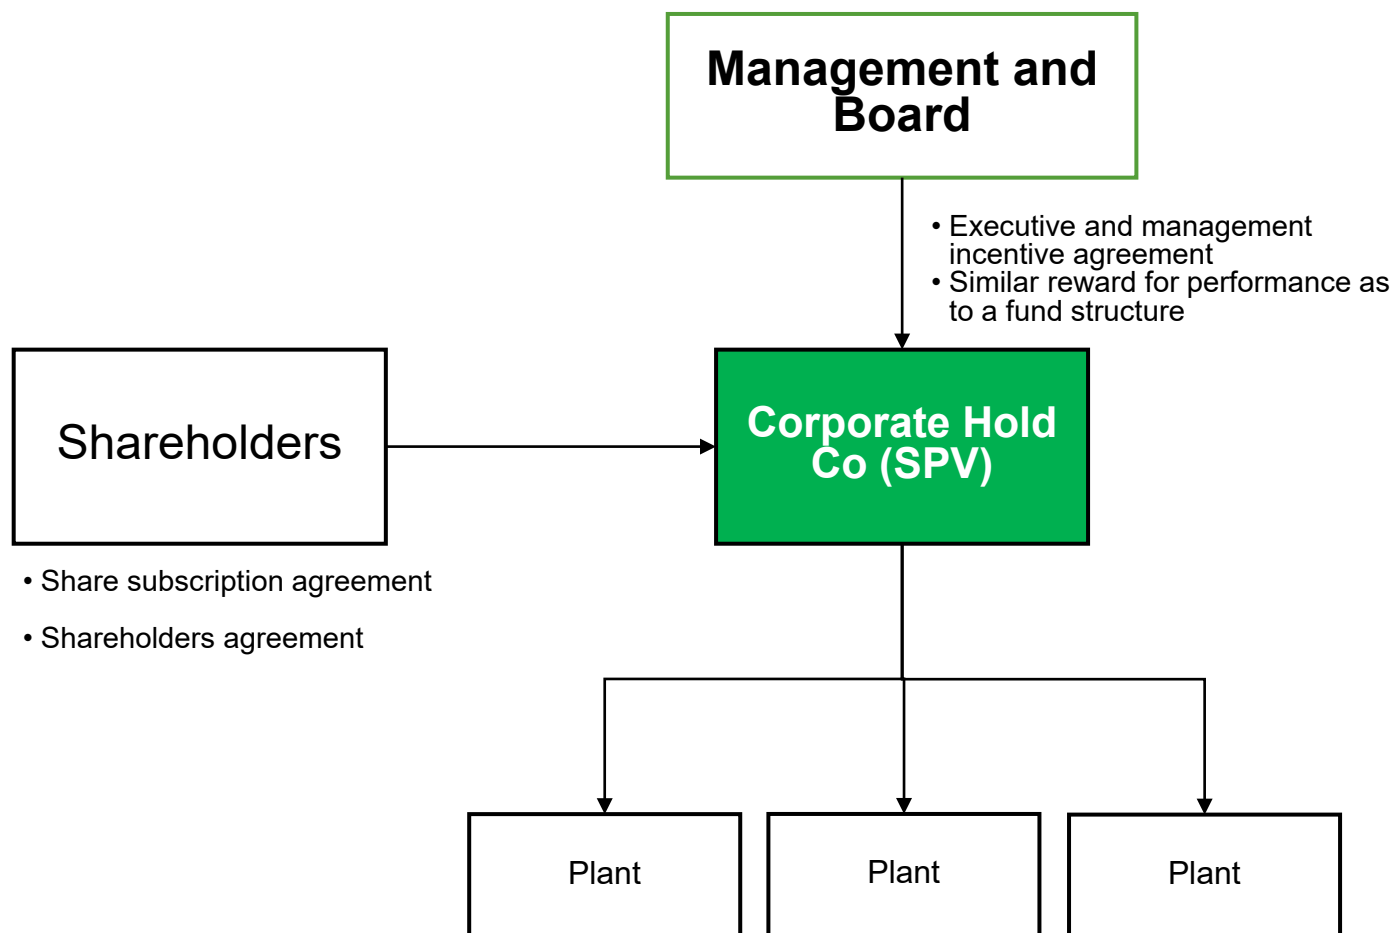 Management and
Board
• Executive and management
incentive agreement
• Similar reward for performance as
to a fund structure
Shareholders
Corporate Hold
Co (SPV)
• Share subscription agreement
• Shareholders agreement
Plant
Plant
Plant